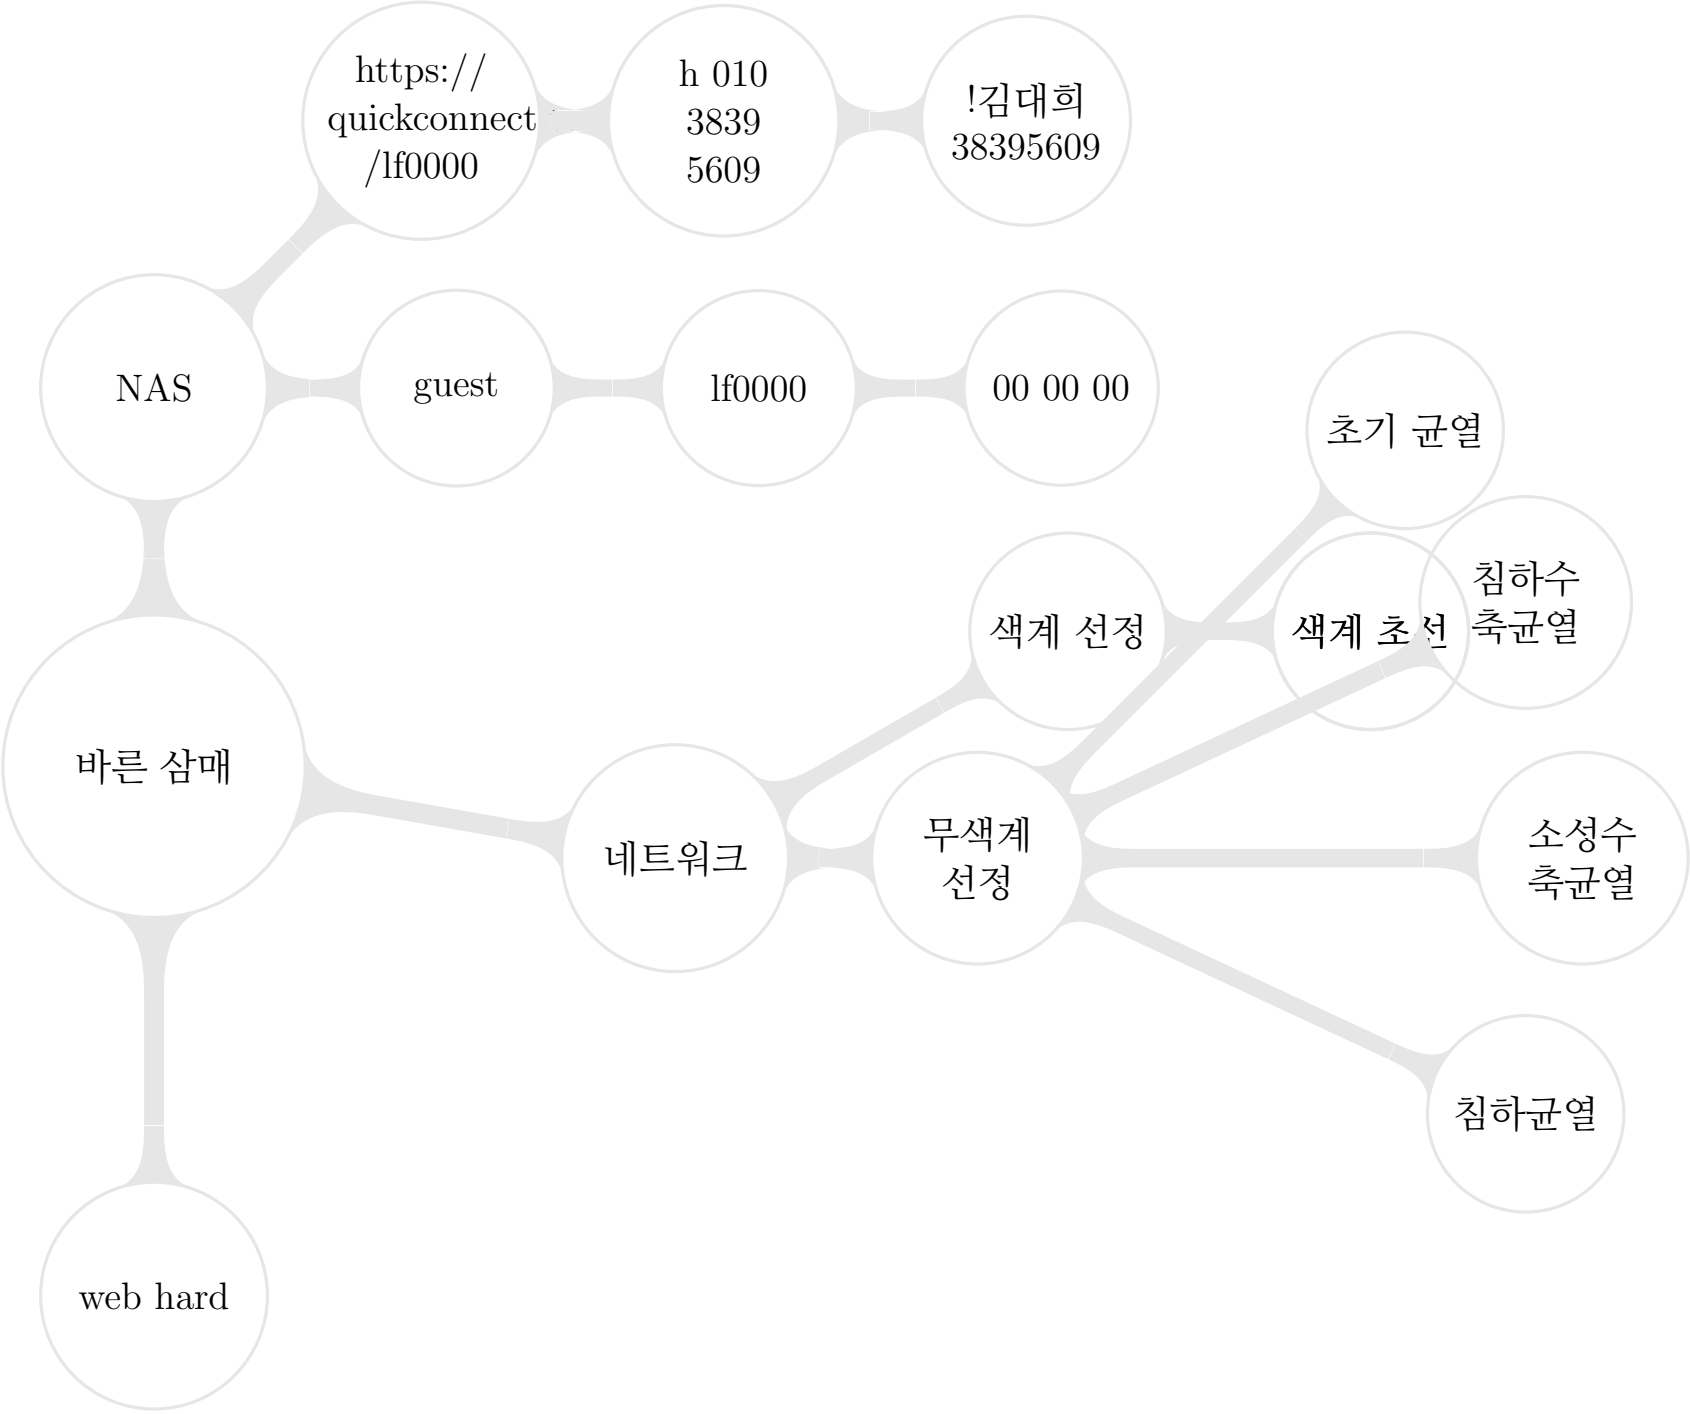 https://
quickconnect
/lf0000
h 010
3839
5609
!김대희
38395609
NAS
guest
lf0000
00 00 00
초기 균열
침하수
축균열
색계 선정
색계 초선
바른 삼매
네트워크
무색계
선정
소성수
축균열
침하균열
web hard